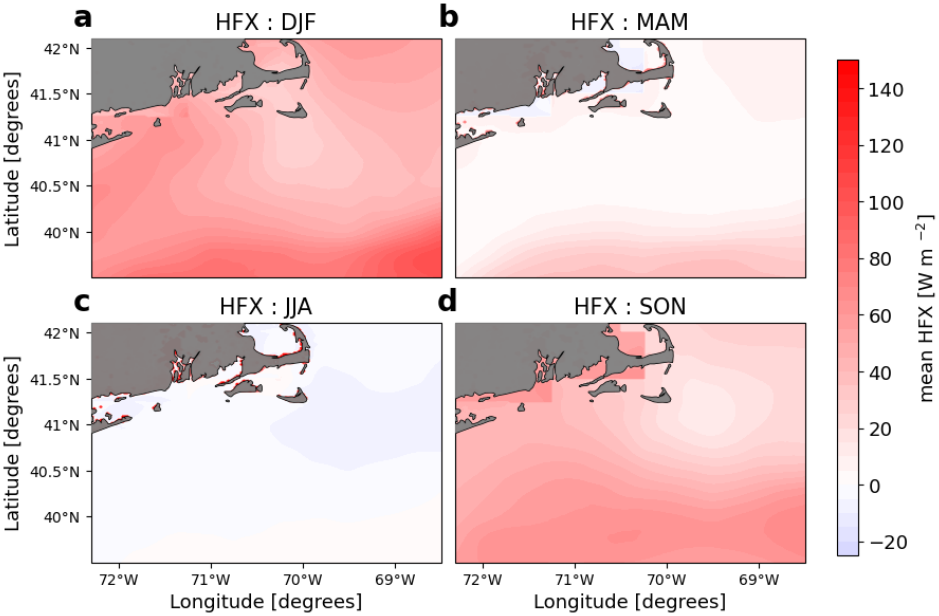 a HFX : DJF
b HFX : MAM
42°N
41.5°N
41°N
40.5°N
40°N
Latitude [degrees]
c HFX : JJA
d HFX : SON
42°N
41.5°N
41°N
40.5°N
40°N
Latitude [degrees]
72°W 71°W 70°W 69°W
Longitude [degrees]
72°W 71°W 70°W 69°W
Longitude [degrees]
140
120
100
80
60
40
20
0
−20
mean HFX [W m⁻²]